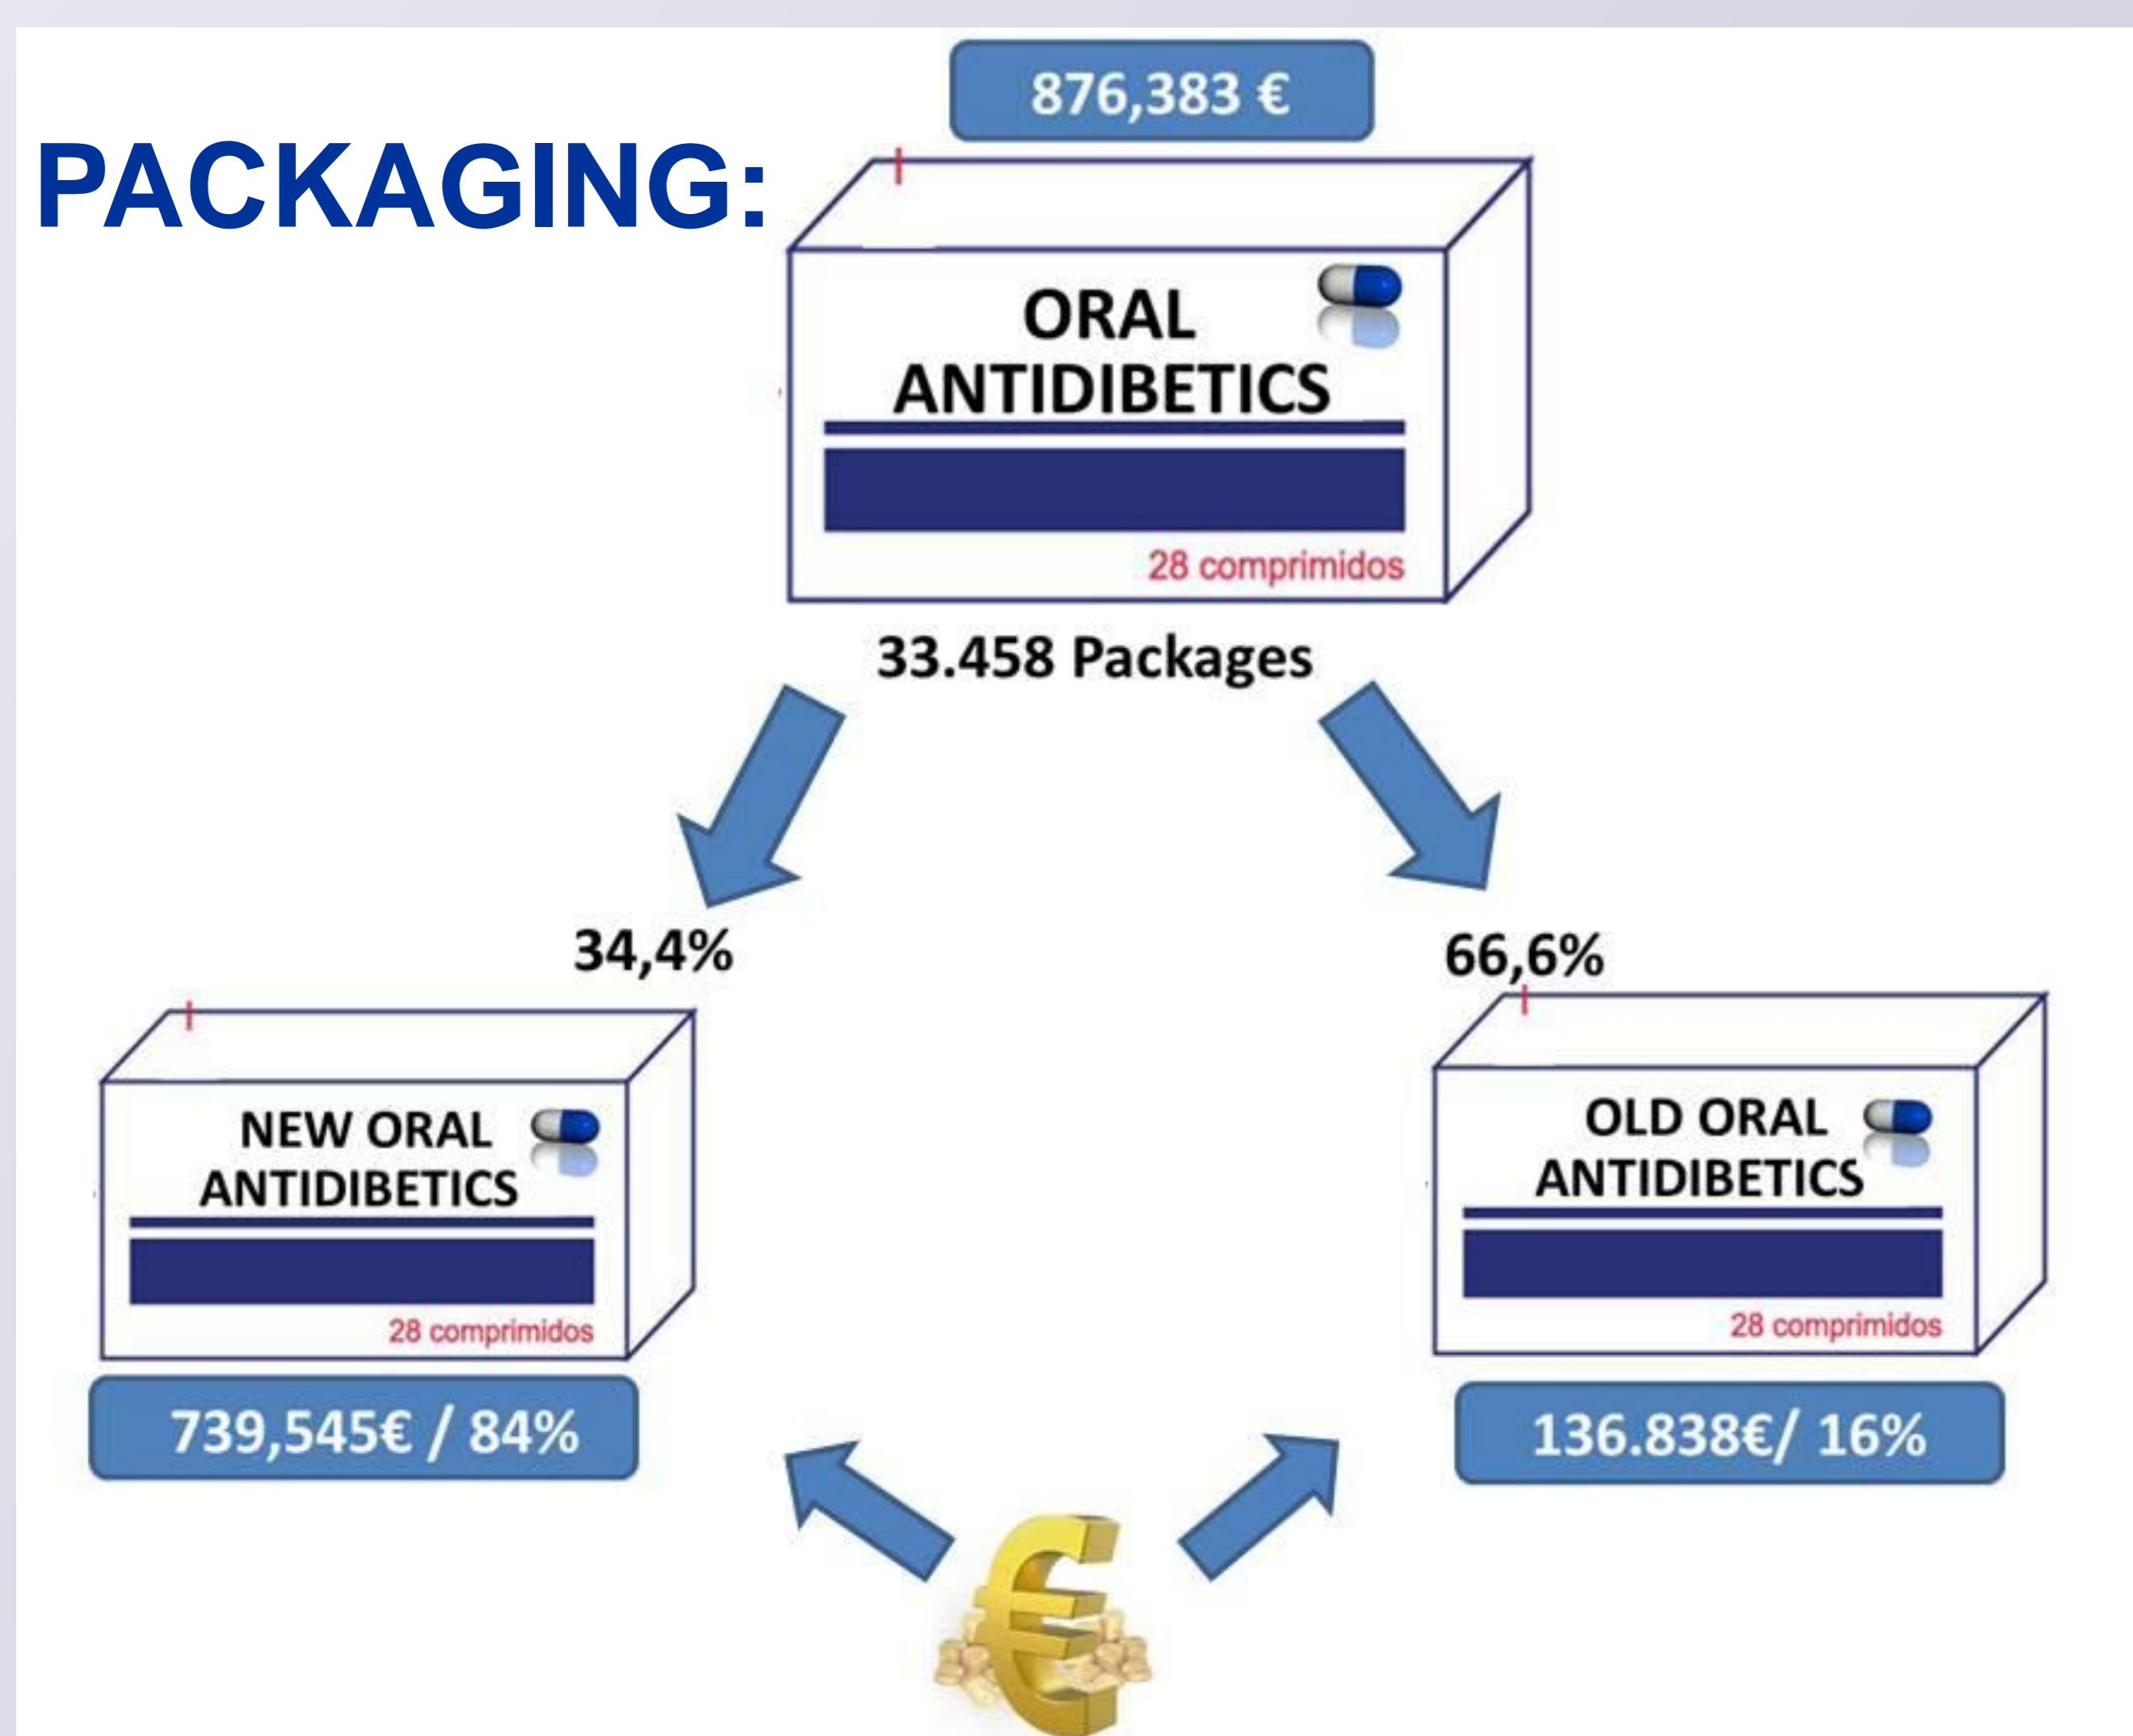 876,383 €
PACKAGING:
ORAL
ANTIDIBETICS
28 comprimidos
33.458 Packages
34,4%
66,6%
NEW ORAL
ANTIDIBETICS
28 comprimidos
739,545€ / 84%
OLD ORAL
ANTIDIBETICS
28 comprimidos
136.838€/ 16%